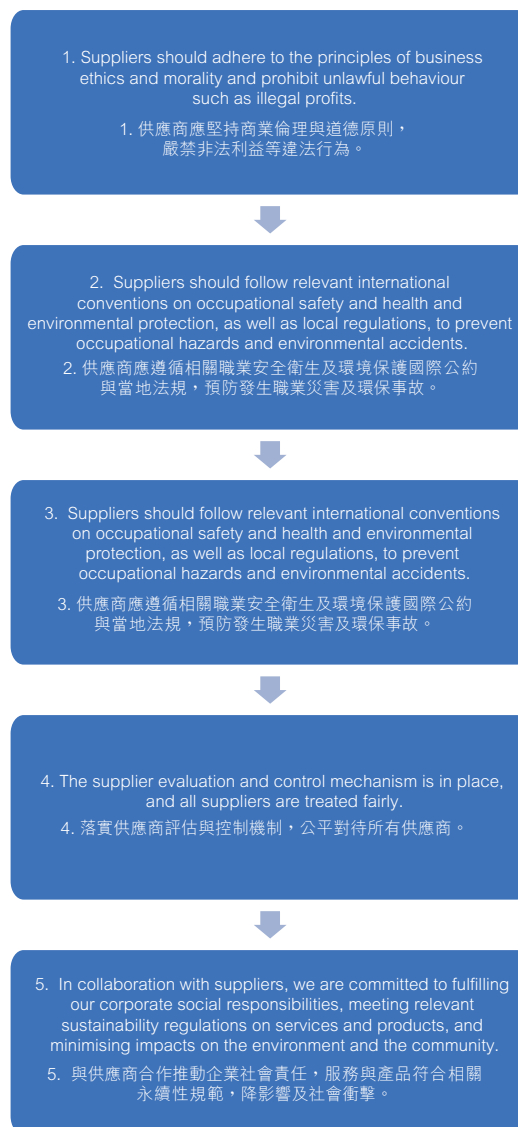 1. Suppliers should adhere to the principles of business
ethics and morality and prohibit unlawful behaviour
such as illegal profits.
1. 供應商應堅持商業倫理與道德原則，
嚴禁非法利益等違法行為。
2. Suppliers should follow relevant international
conventions on occupational safety and health and
environmental protection, as well as local regulations, to prevent
occupational hazards and environmental accidents.
2. 供應商應遵循相關職業安全衛生及環境保護國際公約
與當地法規，預防發生職業災害及環保事故。
3. Suppliers should follow relevant international conventions
on occupational safety and health and environmental
protection, as well as local regulations, to prevent
occupational hazards and environmental accidents.
3. 供應商應遵循相關職業安全衛生及環境保護國際公約
與當地法規，預防發生職業災害及環保事故。
4. The supplier evaluation and control mechanism is in place,
and all suppliers are treated fairly.
4. 落實供應商評估與控制機制，公平對待所有供應商。
5. In collaboration with suppliers, we are committed to fulfilling
our corporate social responsibilities, meeting relevant
sustainability regulations on services and products, and
minimising impacts on the environment and the community.
5. 與供應商合作推動企業社會責任，服務與產品符合相關
永續性規範，降影響及社會衝擊。